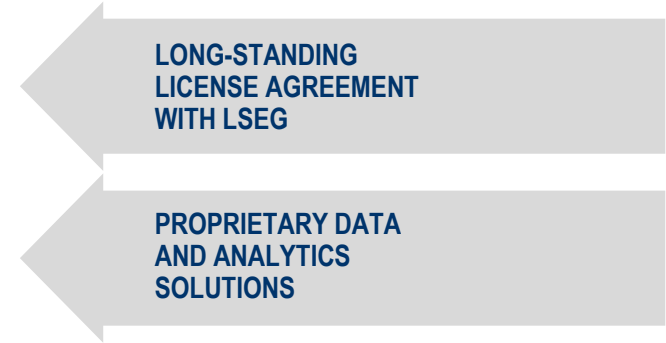 LONG-STANDING
LICENSE AGREEMENT
WITH LSEG
PROPRIETARY DATA
AND ANALYTICS
SOLUTIONS